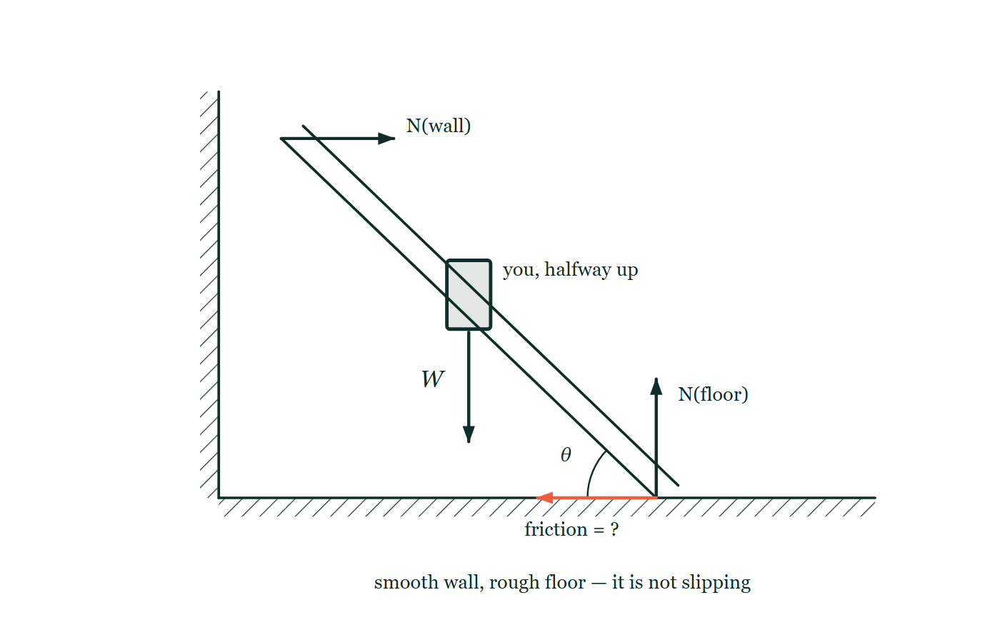 N(wall)
you, halfway up
W
N(floor)
θ
friction = ?
smooth wall, rough floor — it is not slipping